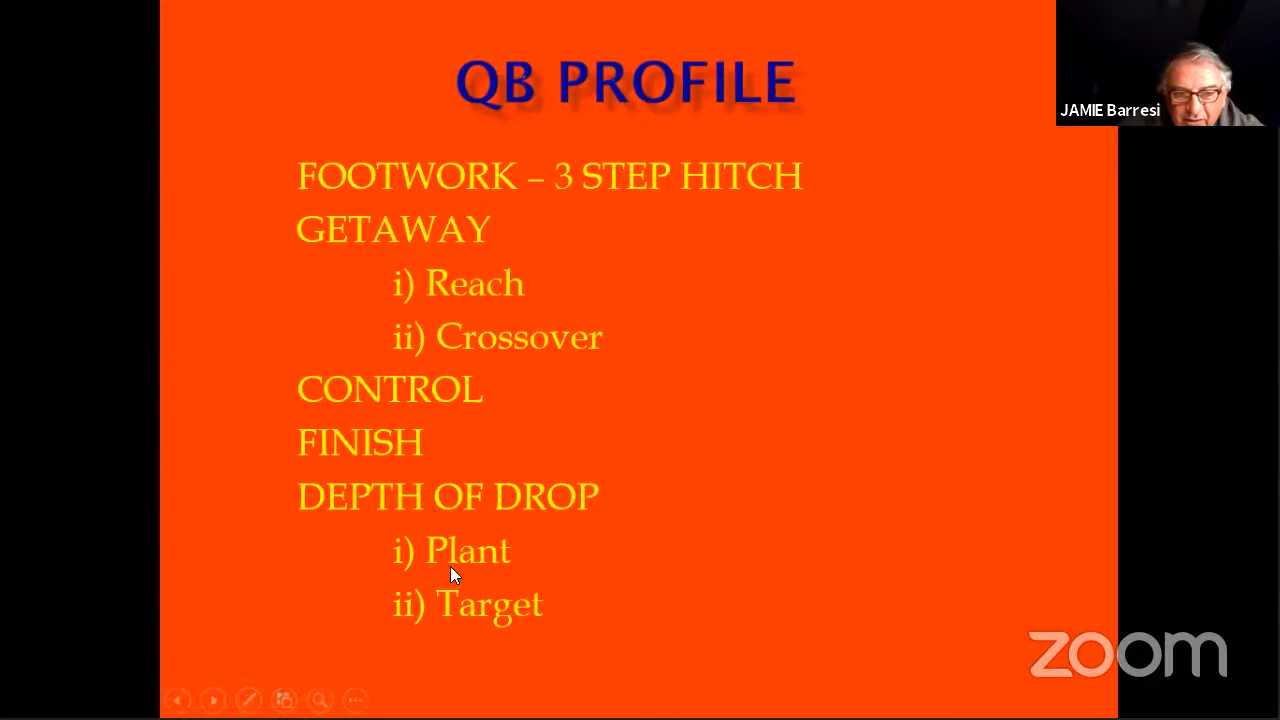 QB PROFILE
JAMIE Barresi
FOOTWORK – 3 STEP HITCH
GETAWAY
i) Reach
ii) Crossover
CONTROL
FINISH
DEPTH OF DROP
i) Plant
ii) Target
zoom